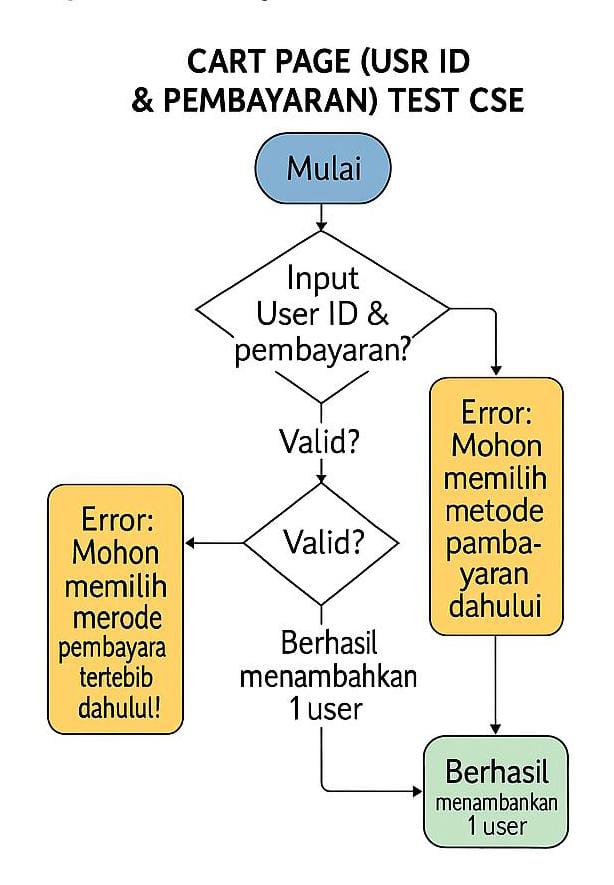 CART PAGE (USR ID
& PEMBAYARAN) TEST CSE
Mulai
Input
User ID &
pembayaran?
Error:
Mohon
memilih
metode
pamba-
yaran
dahului
Valid?
Valid?
Error:
Mohon
memilih
merode
pembayara
tertebib
dahulul!
Berhasil
menambahkan
1 user
Berhasil
menambankan
1 user